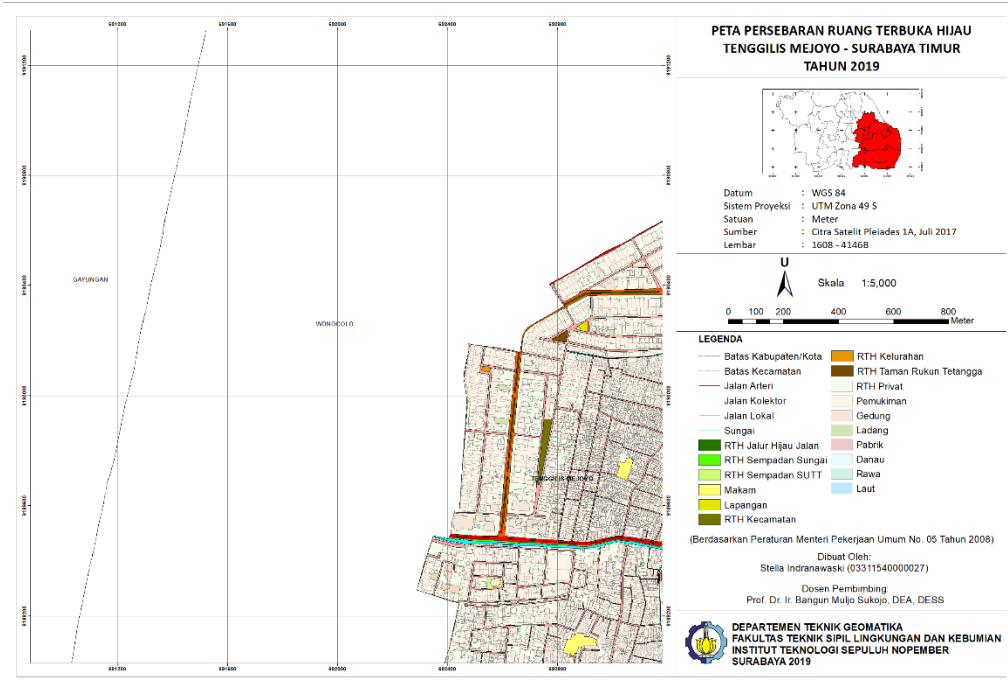 PETA PERSEBARAN RUANG TERBUKA HIJAU
TENGGILIS MEJOYO - SURABAYA TIMUR
TAHUN 2019
Datum : WGS 84
Sistem Proyeksi : UTM Zona 49 S
Satuan : Meter
Sumber : Citra Satelit Pleiades 1A, Juli 2017
Lembar : 1608 - 4146B
U
Skala 1:5,000
0 100 200 400 600 800
Meter
LEGENDA
Batas Kabupaten/Kota
Batas Kecamatan
Jalan Arteri
Jalan Kolektor
Jalan Lokal
Sungai
RTH Jalur Hijau Jalan
RTH Sempadan Sungai
RTH Sempadan SUTT
Makam
Lapangan
RTH Kecamatan
RTH Kelurahan
RTH Taman Rukun Tetangga
RTH Privat
Pemukiman
Gedung
Ladang
Pabrik
Danau
Rawa
Laut
(Berdasarkan Peraturan Menteri Pekerjaan Umum No. 05 Tahun 2008)
Dibuat Oleh:
Stella Indranawaski (03311540000027)
Dosen Pembimbing:
Prof. Dr. Ir. Bangun Muljo Sukojo, DEA, DESS
DEPARTEMEN TEKNIK GEOMATIKA
FAKULTAS TEKNIK SIPIL LINGKUNGAN DAN KEBUMIAN
INSTITUT TEKNOLOGI SEPULUH NOPEMBER
SURABAYA 2019
GAYUNGAN
WONOCOLO
TENGGILIS MEJOYO